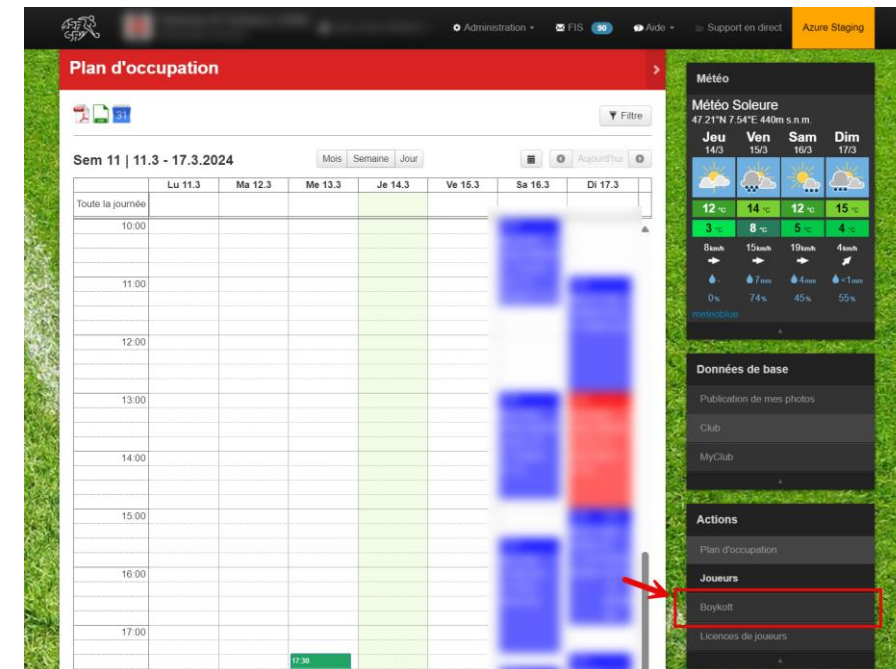 Administration
FIS 90
Aide
Support en direct
Azure Staging
Plan d'occupation
31
Filtre
Sem 11 | 11.3 - 17.3.2024
Mois Semaine Jour
Aujourd'hui
Lu 11.3 Ma 12.3 Me 13.3 Je 14.3 Ve 15.3 Sa 16.3 Di 17.3
Toute la journée
10:00
11:00
12:00
13:00
14:00
15:00
16:00
17:00
17:30
Météo
Météo Soleure
47.21°N 7.54°E 440m s.n.m.
Jeu Ven Sam Dim
14/3 15/3 16/3 17/3
12 °C 14 °C 12 °C 15 °C
3 °C 8 °C 5 °C 4 °C
8km/h 15km/h 19km/h 4km/h
- 7mm 4mm <1mm
0% 74% 45% 55%
meteoblue
Données de base
Publication de mes photos
Club
MyClub
Actions
Plan d'occupation
Joueurs
Boykott
Licences de joueurs